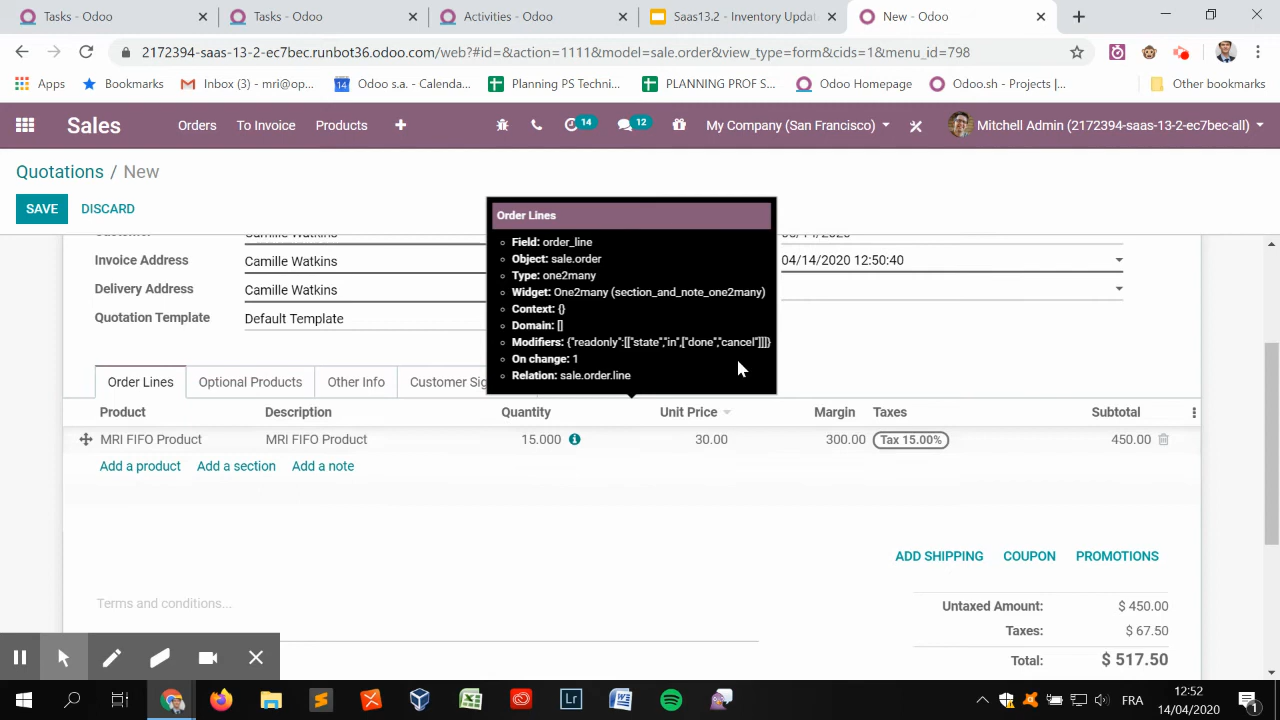 Tasks - Odoo
Tasks - Odoo
Activities - Odoo
Saas13.2 - Inventory Updat
New - Odoo
2172394-saas-13-2-ec7bec.runbot36.odoo.com/web?#id=&action=1111&model=sale.order&view_type=form&cids=1&menu_id=798
Apps
Bookmarks
Inbox (3) - mri@op...
14
Odoo s.a. - Calenda...
Planning PS Techni...
PLANNING PROF S...
Odoo Homepage
Odoo.sh - Projects |...
Other bookmarks
Sales
Orders
To Invoice
Products
14
12
My Company (San Francisco)
Mitchell Admin (2172394-saas-13-2-ec7bec-all)
Quotations / New
SAVE
DISCARD
Camille Watkins
Invoice Address
Camille Watkins
04/14/2020 12:50:40
Delivery Address
Camille Watkins
Quotation Template
Default Template
Order Lines
Field: order_line
Object: sale.order
Type: one2many
Widget: One2many (section_and_note_one2many)
Context: {}
Domain: []
Modifiers: {"readonly":[["state","in",["done","cancel"]]]}
On change: 1
Relation: sale.order.line
Order Lines
Optional Products
Other Info
Customer Sig
Product
Description
Quantity
Unit Price
Margin
Taxes
Subtotal
MRI FIFO Product
MRI FIFO Product
15.000
30.00
300.00
Tax 15.00%
450.00
Add a product
Add a section
Add a note
ADD SHIPPING
COUPON
PROMOTIONS
Terms and conditions...
Untaxed Amount:
$ 450.00
Taxes:
$ 67.50
Total:
$ 517.50
FRA
12:52
14/04/2020
1